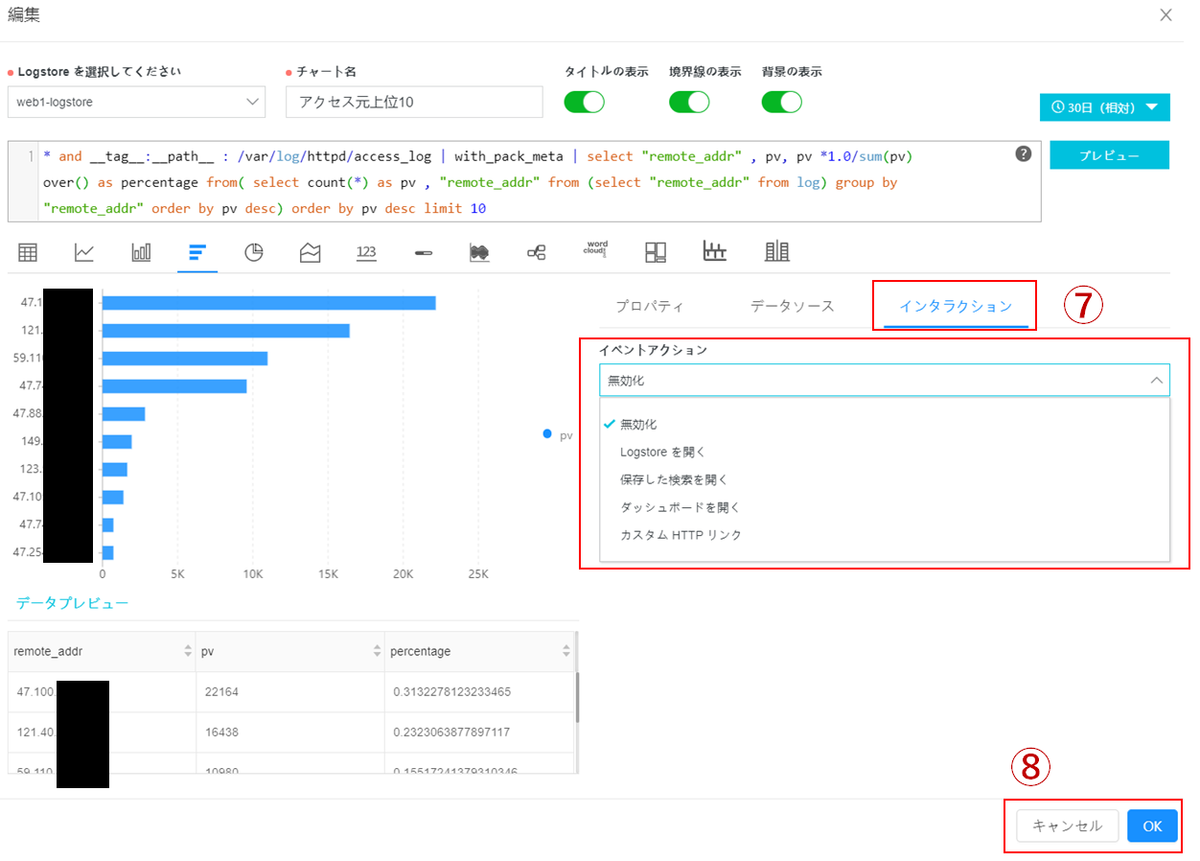 編集
Logstore を選択してください
チャート名
タイトルの表示
境界線の表示
背景の表示
web1-logstore
アクセス元上位10
30日（相対）
1 * and __tag__:__path__ : /var/log/httpd/access_log | with_pack_meta | select "remote_addr" , pv, pv *1.0/sum(pv)
over() as percentage from( select count(*) as pv , "remote_addr" from (select "remote_addr" from log) group by
"remote_addr" order by pv desc) order by pv desc limit 10
?
プレビュー
123
word
cloud
プロパティ
データソース
インタラクション
⑦
イベントアクション
無効化
無効化
Logstore を開く
保存した検索を開く
ダッシュボードを開く
カスタム HTTP リンク
47.1
121.
59.110
47.7
47.88.
149.
123.
47.10
47.7
47.25
pv
0 5K 10K 15K 20K 25K
データプレビュー
remote_addr pv percentage
47.100. 22164 0.3132278123233465
121.40 16438 0.2323063877897117
59.110 10980 0.15517241379310346
⑧
キャンセル
OK